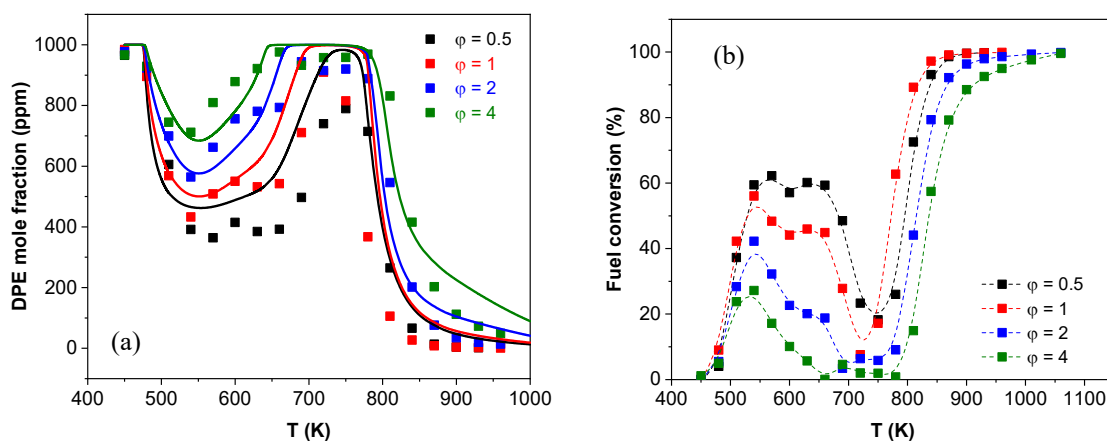 DPE mole fraction (ppm)
1000
800
600
400
200
0
400 500 600 700 800 900 1000
T (K)
(a)
φ = 0.5
φ = 1
φ = 2
φ = 4
Fuel conversion (%)
100
80
60
40
20
0
400 500 600 700 800 900 1000 1100
T (K)
(b)
φ = 0.5
φ = 1
φ = 2
φ = 4